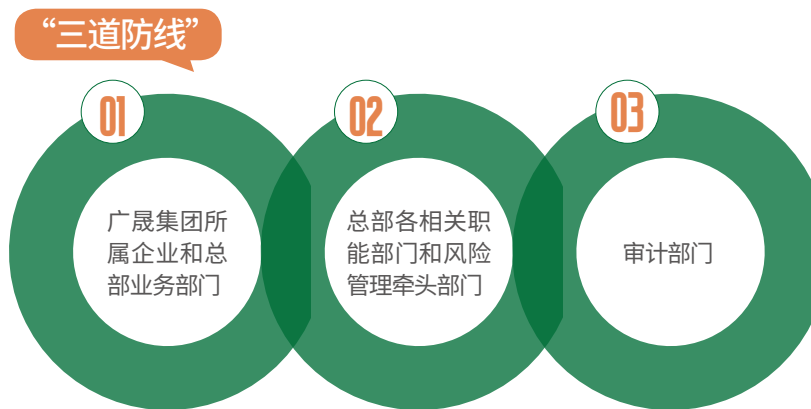 “三道防线”
01
广晟集团所
属企业和总
部业务部门
02
总部各相关职
能部门和风险
管理牵头部门
03
审计部门